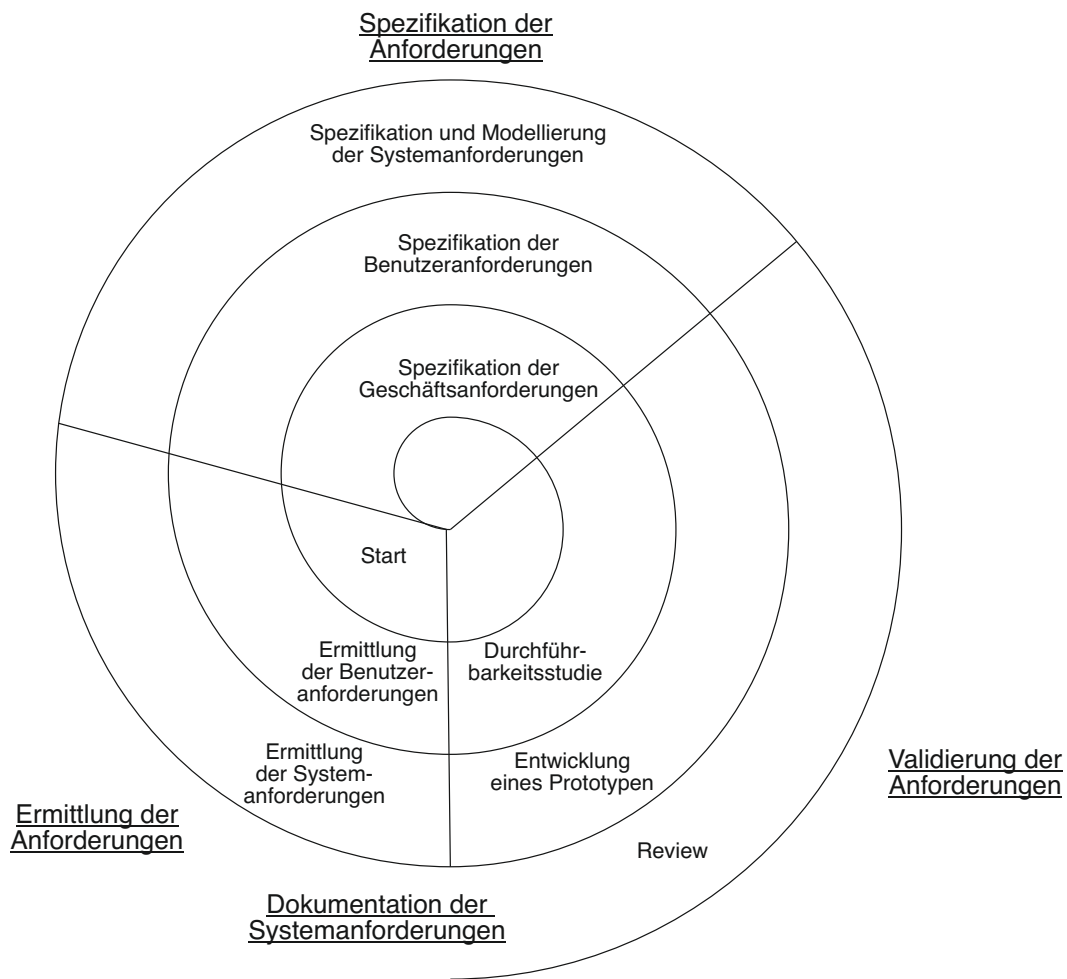 Spezifikation der
Anforderungen
Spezifikation und Modellierung
der Systemanforderungen
Spezifikation der
Benutzeranforderungen
Spezifikation der
Geschäftsanforderungen
Start
Ermittlung
der Benutzer-
anforderungen
Durchführ-
barkeitsstudie
Ermittlung
der System-
anforderungen
Entwicklung
eines Prototypen
Validierung der
Anforderungen
Ermittlung der
Anforderungen
Review
Dokumentation der
Systemanforderungen